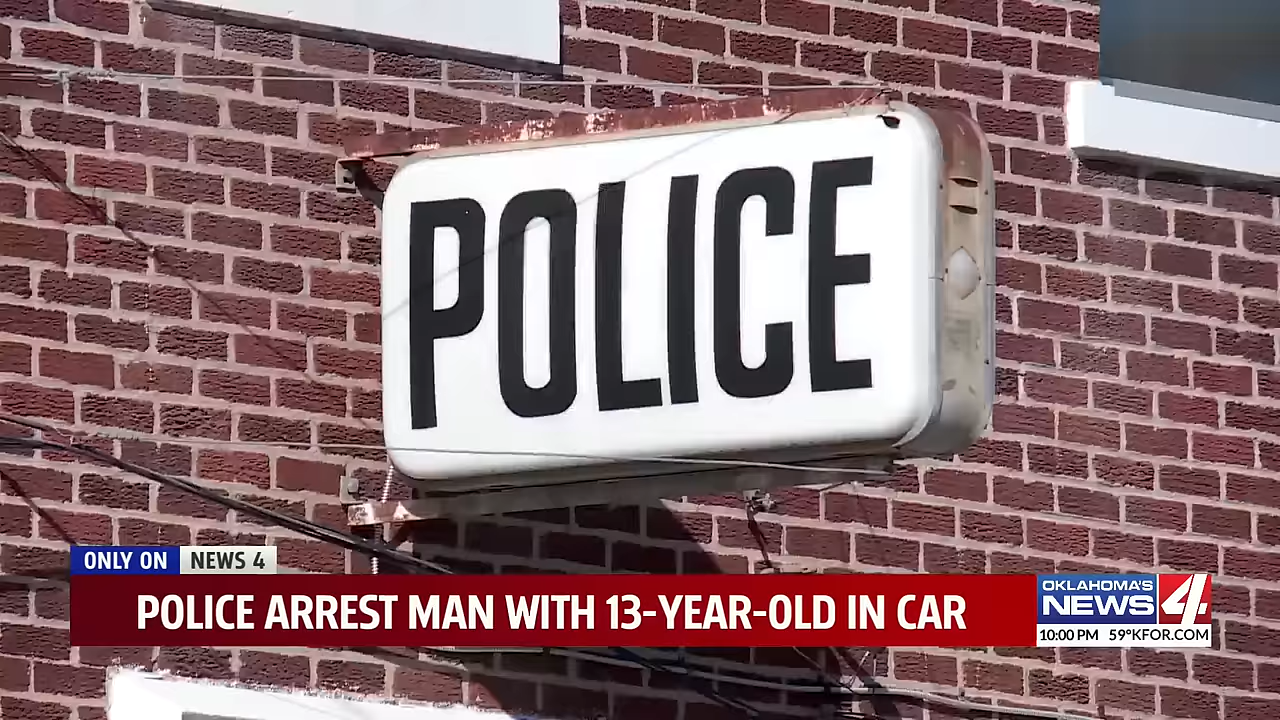 POLICE
ONLY ON NEWS 4
POLICE ARREST MAN WITH 13-YEAR-OLD IN CAR
OKLAHOMA'S
NEWS 4
10:00 PM 59° KFOR.COM